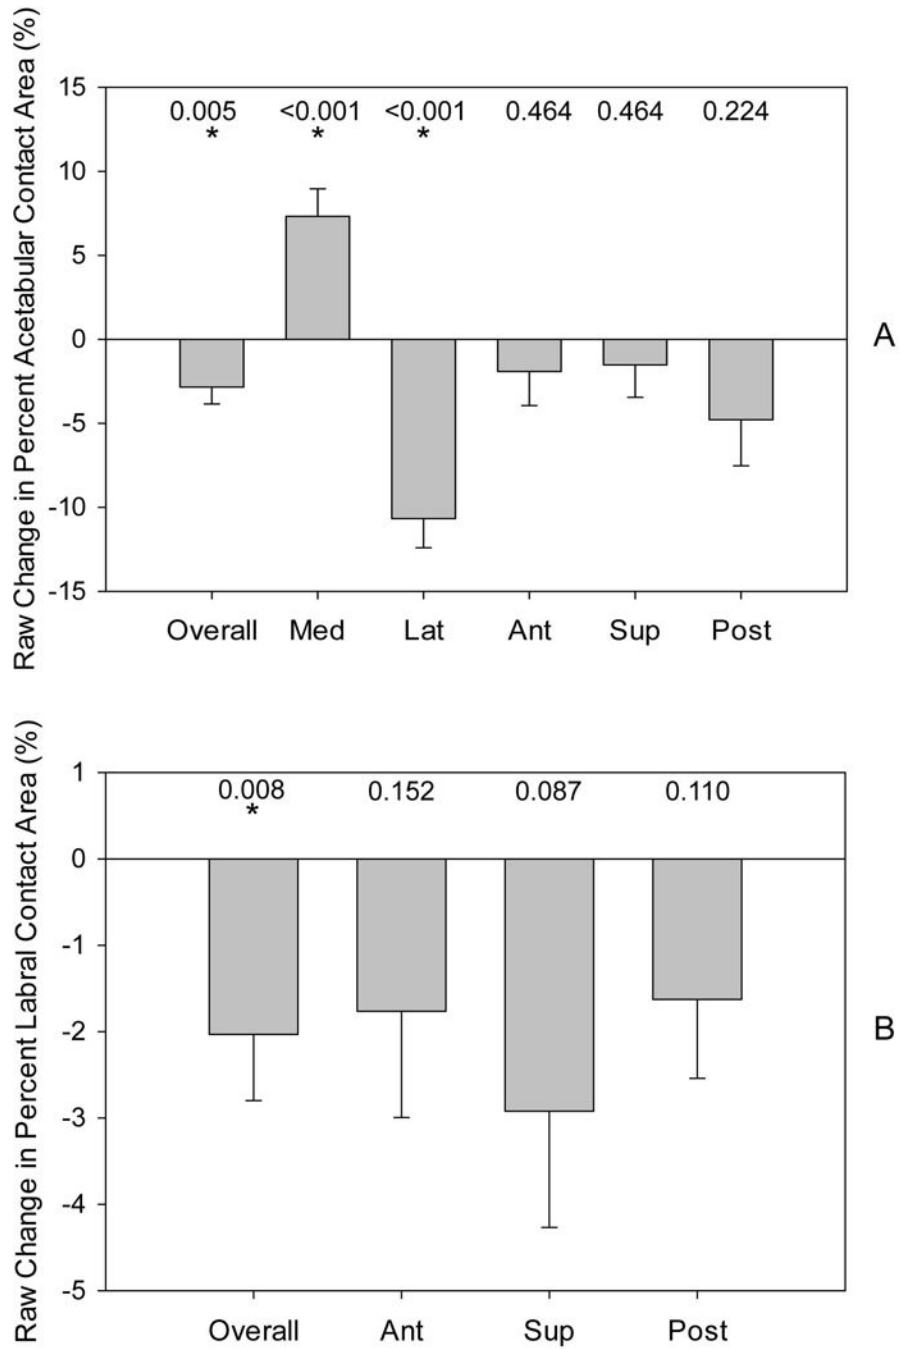 Raw Change in Percent Acetabular Contact Area (%)
15
10
5
0
-5
-10
-15
0.005 <0.001 <0.001 0.464 0.464 0.224
* * *
Overall Med Lat Ant Sup Post
A
Raw Change in Percent Labral Contact Area (%)
1
0
-1
-2
-3
-4
-5
0.008 0.152 0.087 0.110
*
Overall Ant Sup Post
B